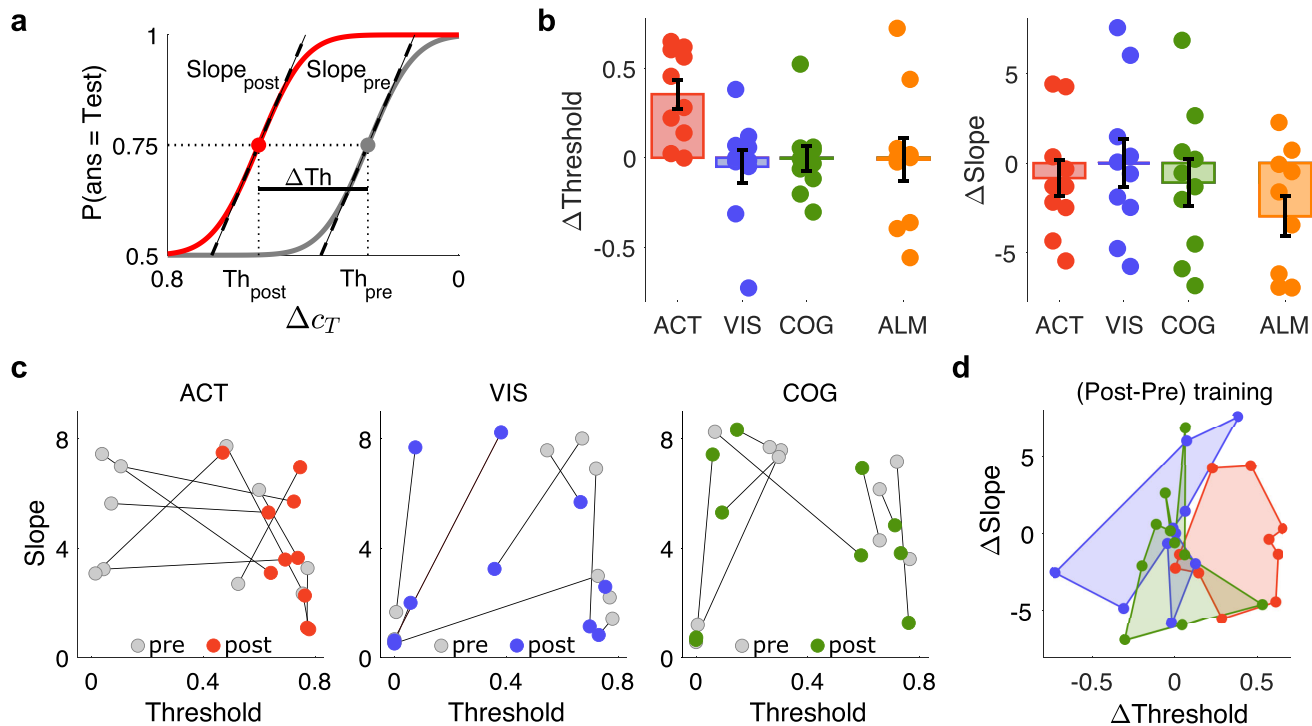 a
1
0.75
0.5
P(ans = Test)
Slope_post
Slope_pre
ΔTh
0.8
Th_post
Th_pre
0
Δc_T
b
0.5
0
-0.5
ΔThreshold
ACT VIS COG ALM
5
0
-5
ΔSlope
ACT VIS COG ALM
c
ACT
8
4
0
Slope
pre post
0 0.4 0.8
Threshold
VIS
8
4
0
pre post
0 0.4 0.8
Threshold
COG
8
4
0
pre post
0 0.4 0.8
Threshold
d
(Post-Pre) training
5
0
-5
ΔSlope
-0.5 0 0.5
ΔThreshold